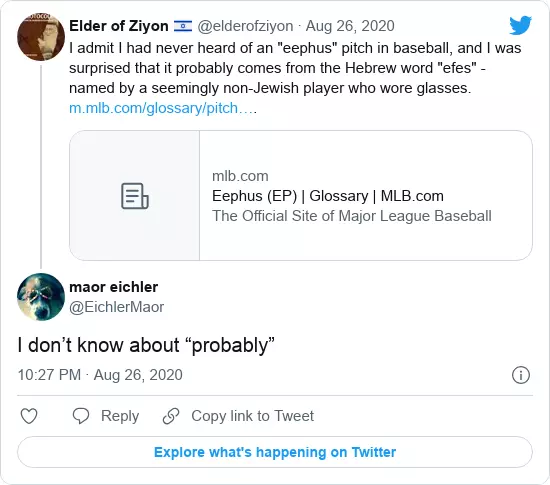 Elder of Ziyon 🇮🇱 @elderofziyon · Aug 26, 2020
I admit I had never heard of an "eephus" pitch in baseball, and I was
surprised that it probably comes from the Hebrew word "efes" -
named by a seemingly non-Jewish player who wore glasses.
m.mlb.com/glossary/pitch….
mlb.com
Eephus (EP) | Glossary | MLB.com
The Official Site of Major League Baseball
maor eichler
@EichlerMaor
I don’t know about “probably”
10:27 PM · Aug 26, 2020
Reply
Copy link to Tweet
Explore what's happening on Twitter